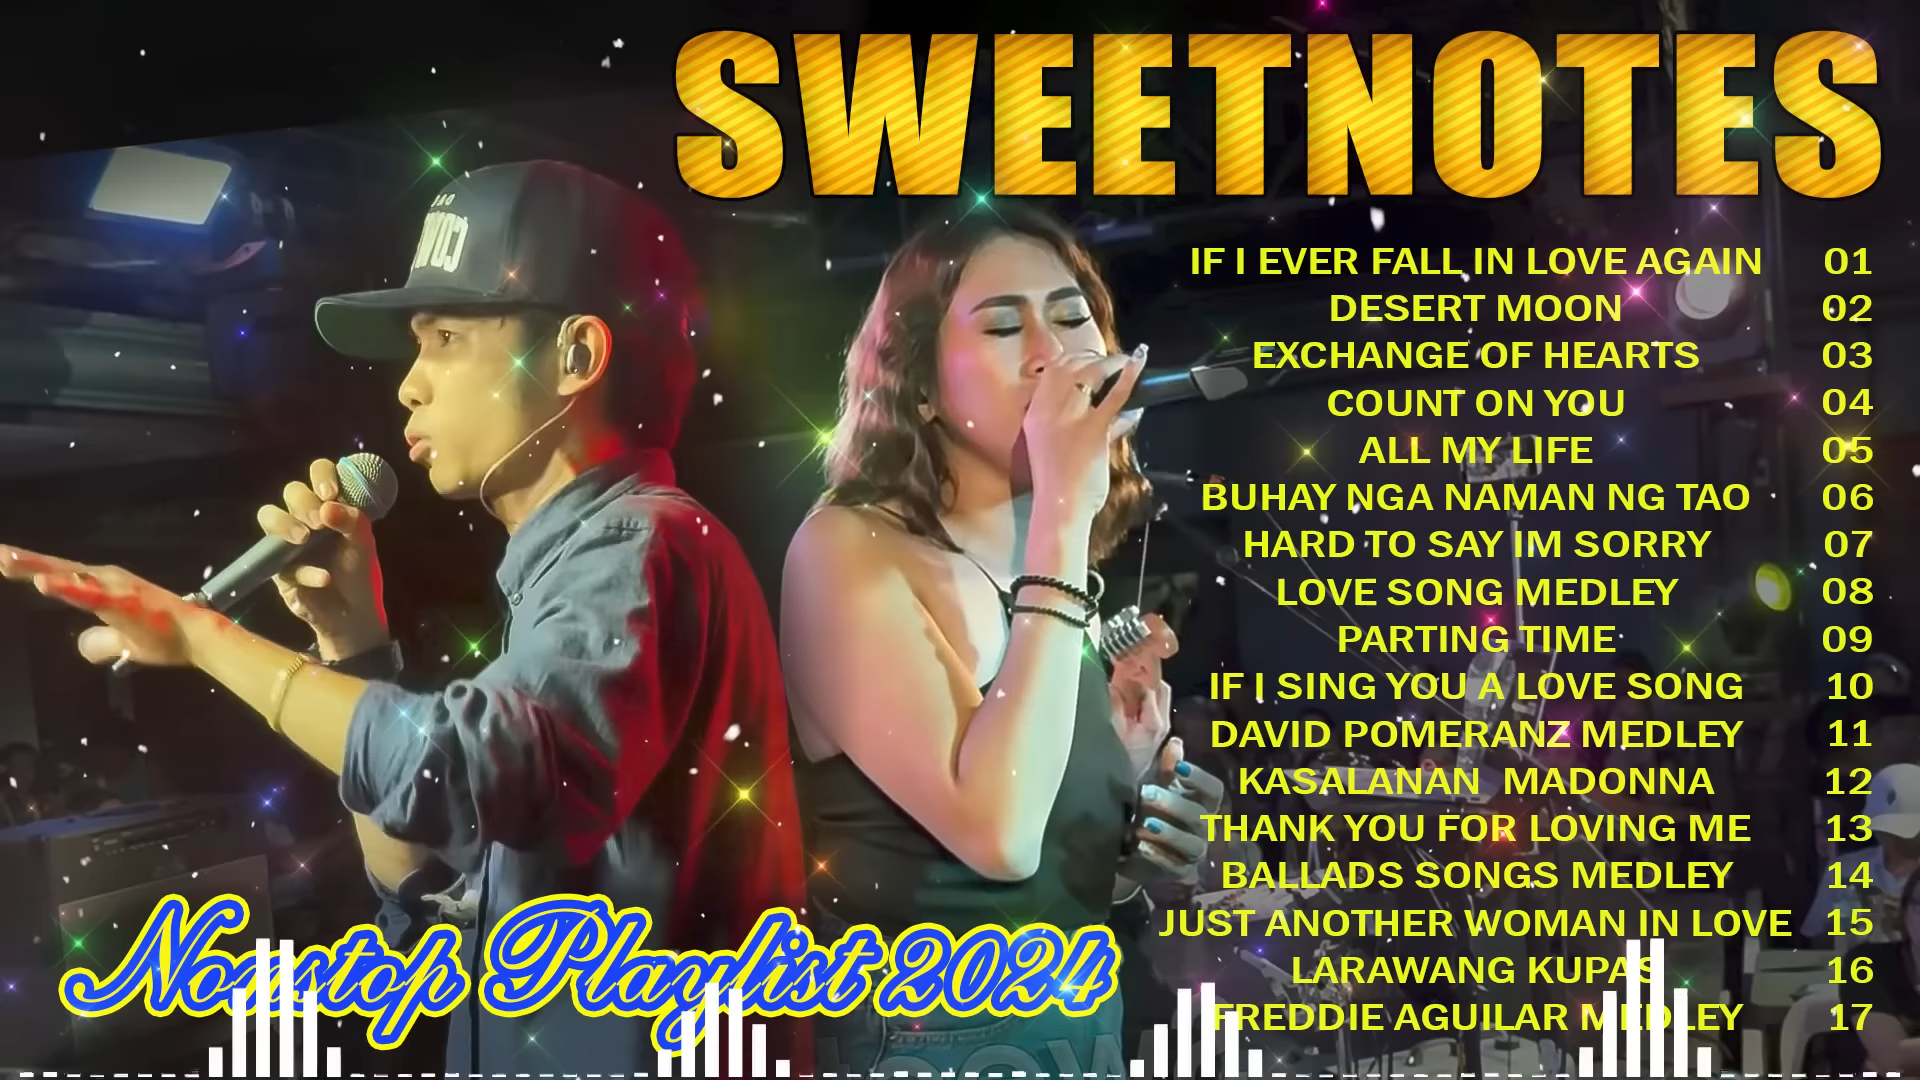 SWEETNOTES
IF I EVER FALL IN LOVE AGAIN 01
DESERT MOON 02
EXCHANGE OF HEARTS 03
COUNT ON YOU 04
ALL MY LIFE 05
BUHAY NGA NAMAN NG TAO 06
HARD TO SAY IM SORRY 07
LOVE SONG MEDLEY 08
PARTING TIME 09
IF I SING YOU A LOVE SONG 10
DAVID POMERANZ MEDLEY 11
KASALANAN MADONNA 12
THANK YOU FOR LOVING ME 13
BALLADS SONGS MEDLEY 14
JUST ANOTHER WOMAN IN LOVE 15
LARAWANG KUPAS 16
FREDDIE AGUILAR MEDLEY 17
Nonstop Playlist 2024